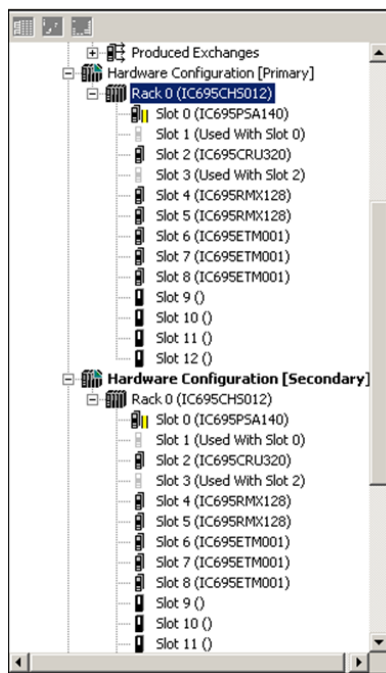 Produced Exchanges
Hardware Configuration [Primary]
Rack 0 (IC695CHS012)
Slot 0 (IC695PSA140)
Slot 1 (Used With Slot 0)
Slot 2 (IC695CRU320)
Slot 3 (Used With Slot 2)
Slot 4 (IC695RMX128)
Slot 5 (IC695RMX128)
Slot 6 (IC695ETM001)
Slot 7 (IC695ETM001)
Slot 8 (IC695ETM001)
Slot 9 ()
Slot 10 ()
Slot 11 ()
Slot 12 ()
Hardware Configuration [Secondary]
Rack 0 (IC695CHS012)
Slot 0 (IC695PSA140)
Slot 1 (Used With Slot 0)
Slot 2 (IC695CRU320)
Slot 3 (Used With Slot 2)
Slot 4 (IC695RMX128)
Slot 5 (IC695RMX128)
Slot 6 (IC695ETM001)
Slot 7 (IC695ETM001)
Slot 8 (IC695ETM001)
Slot 9 ()
Slot 10 ()
Slot 11 ()